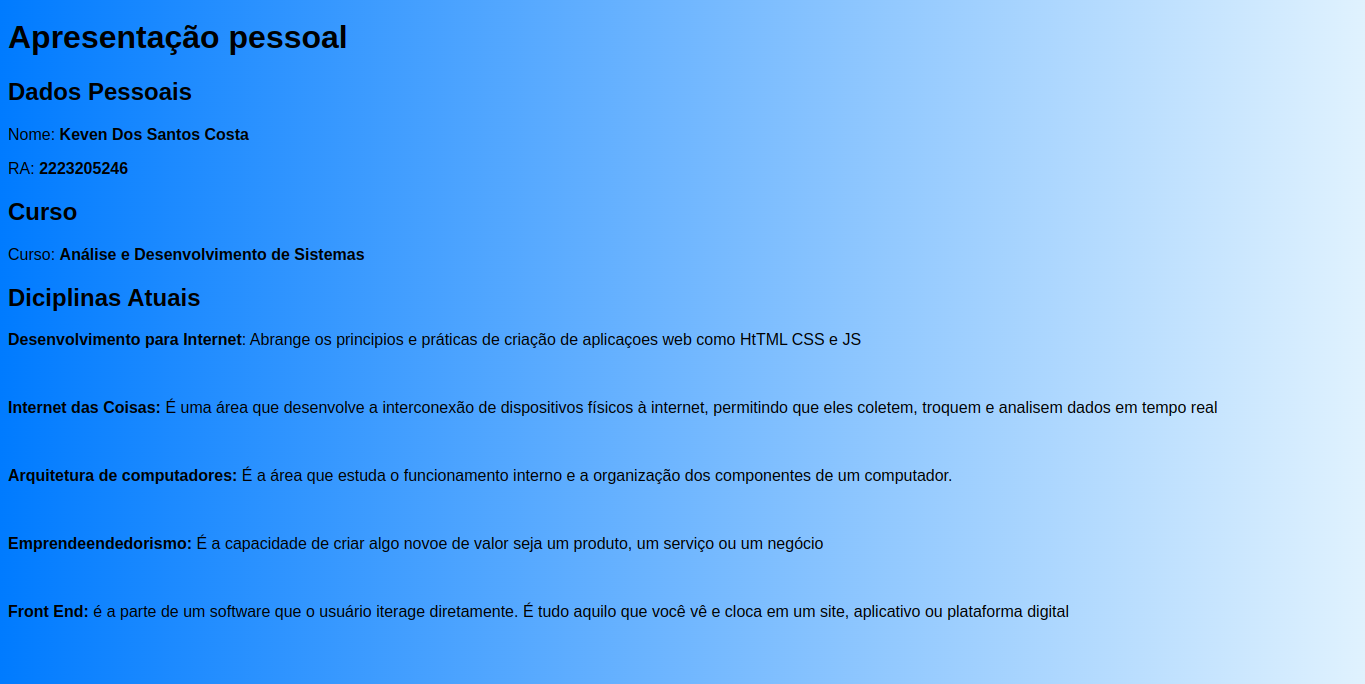 Apresentação pessoal
Dados Pessoais
Nome: Keven Dos Santos Costa
RA: 2223205246
Curso
Curso: Análise e Desenvolvimento de Sistemas
Diciplinas Atuais
Desenvolvimento para Internet: Abrange os principios e práticas de criação de aplicaçoes web como HtTML CSS e JS
Internet das Coisas: É uma área que desenvolve a interconexão de dispositivos físicos à internet, permitindo que eles coletem, troquem e analisem dados em tempo real
Arquitetura de computadores: É a área que estuda o funcionamento interno e a organização dos componentes de um computador.
Emprendeendedorismo: É a capacidade de criar algo novoe de valor seja um produto, um serviço ou um negócio
Front End: é a parte de um software que o usuário iterage diretamente. É tudo aquilo que você vê e cloca em um site, aplicativo ou plataforma digital